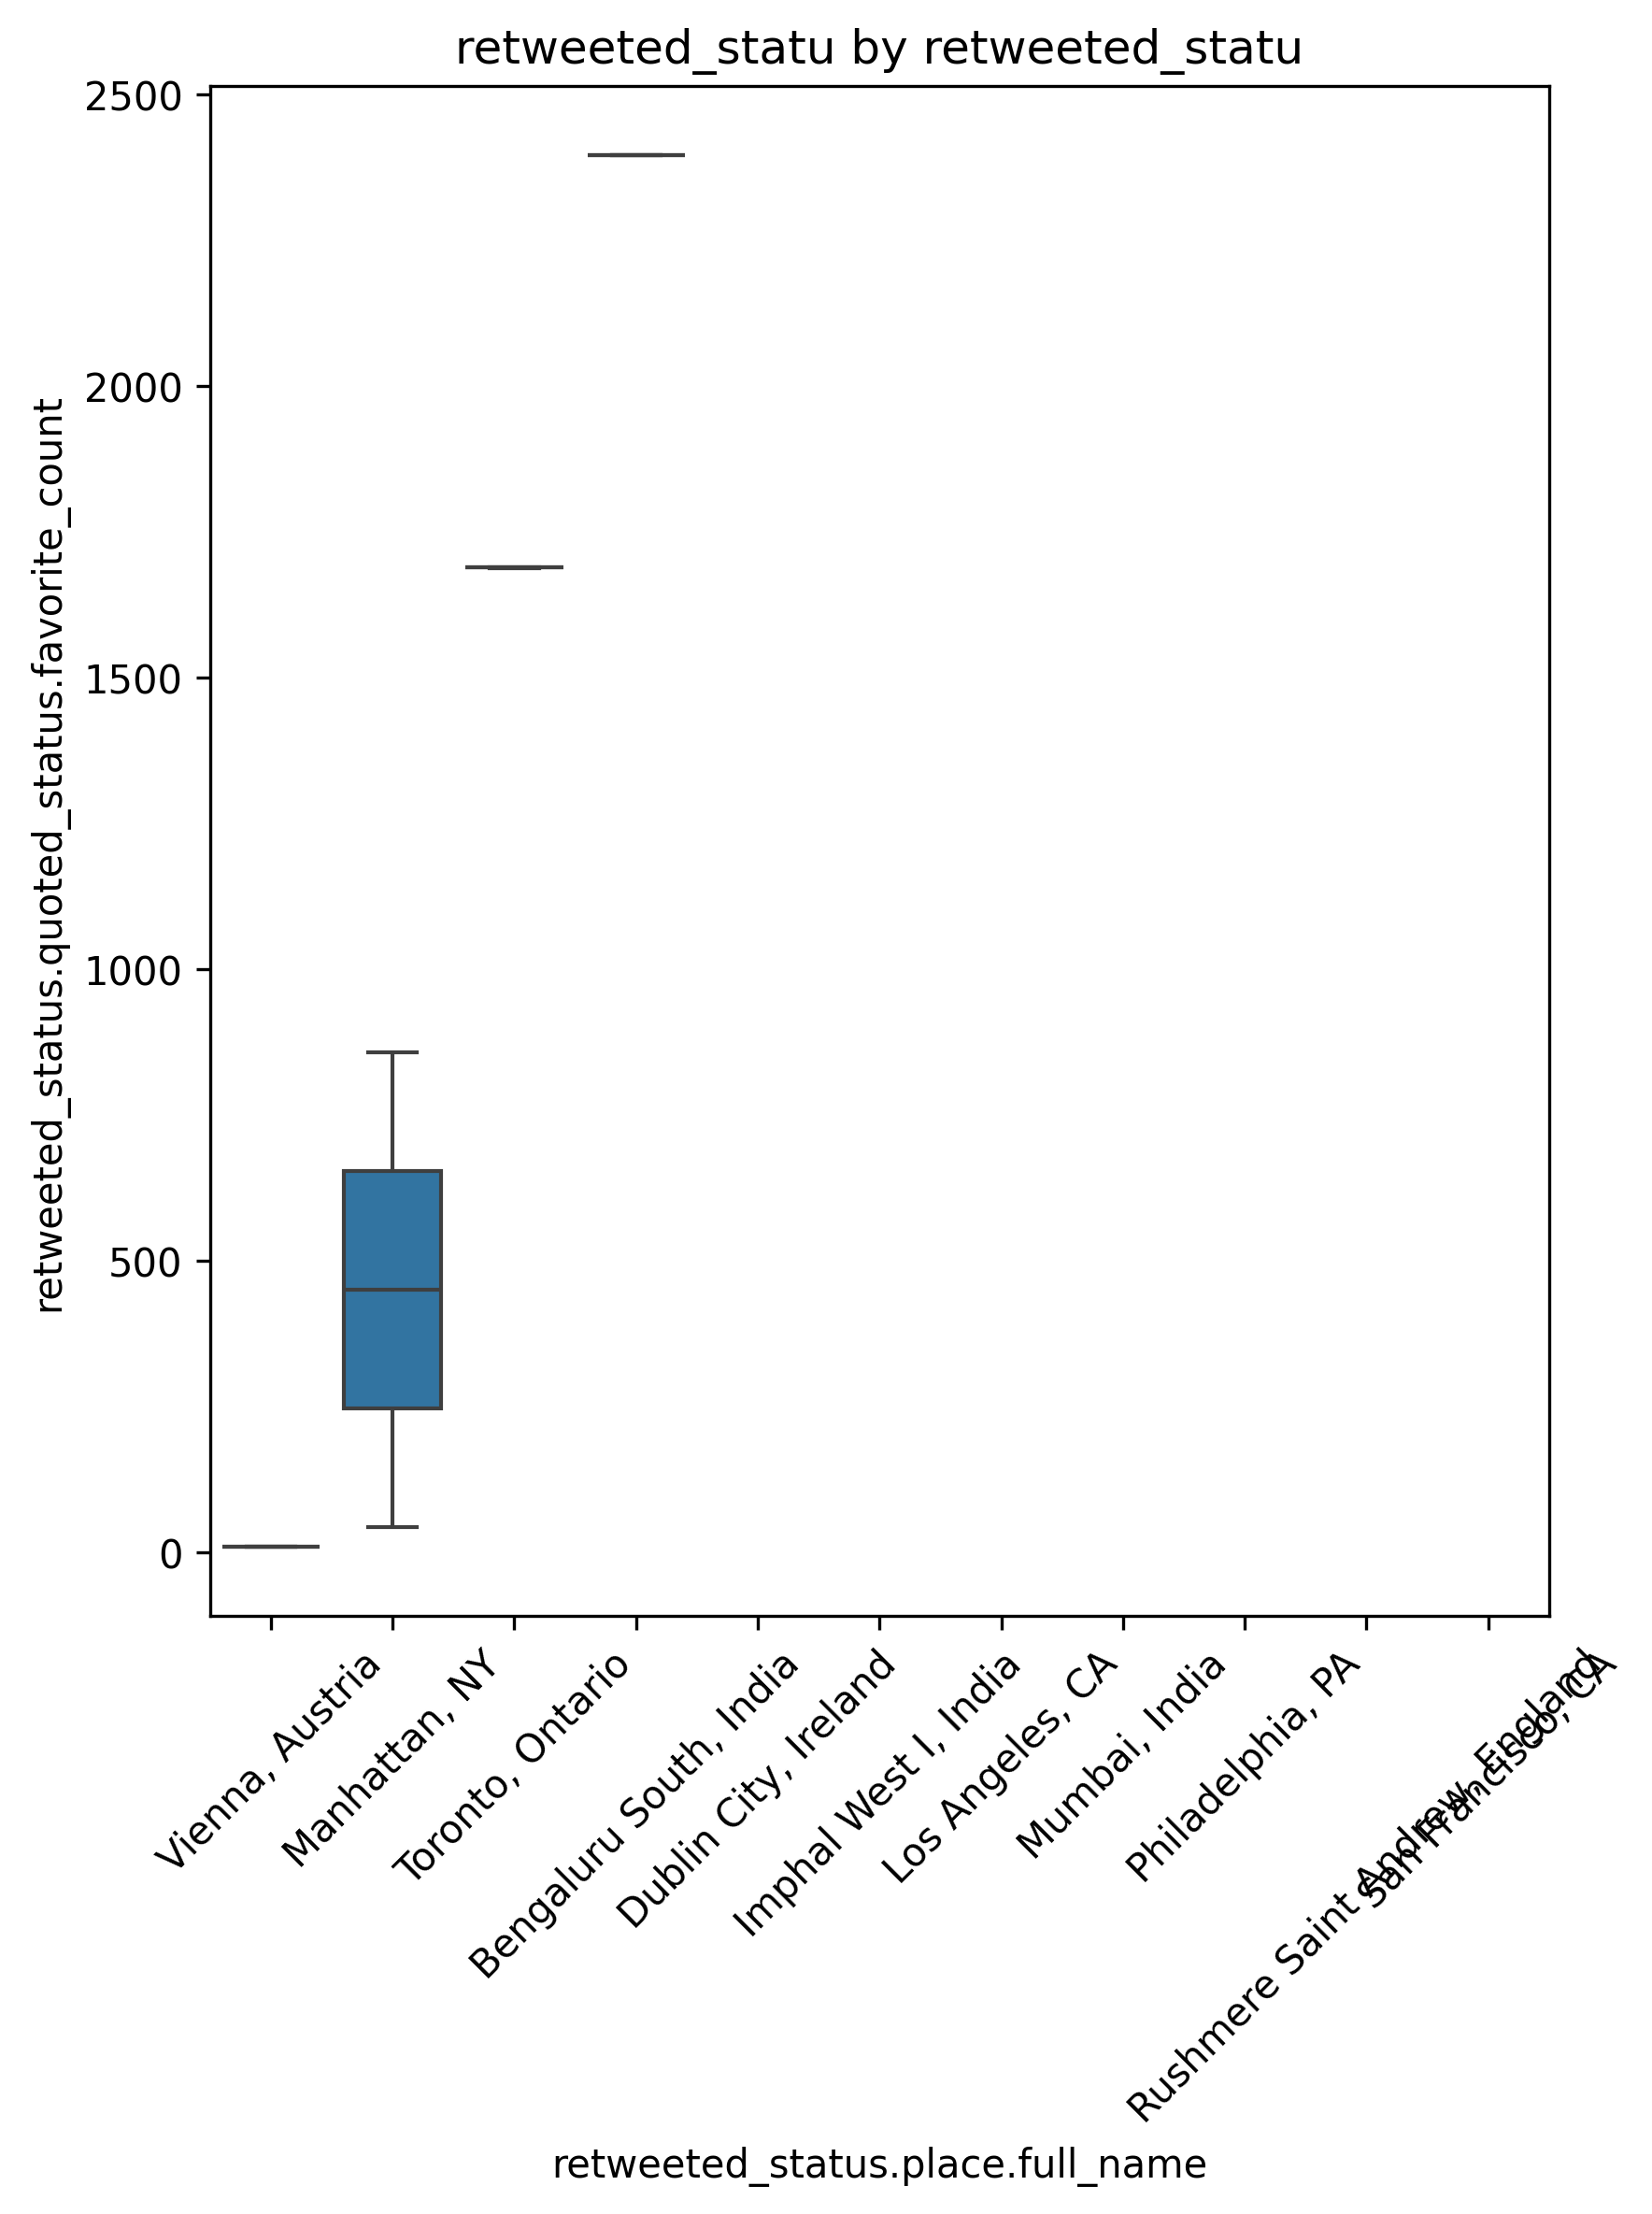 retweeted_statu by retweeted_statu
retweeted_status.quoted_status.favorite_count
2500
2000
1500
1000
500
0
Vienna, Austria
Manhattan, NY
Toronto, Ontario
Bengaluru South, India
Dublin City, Ireland
Imphal West I, India
Los Angeles, CA
Mumbai, India
Philadelphia, PA
Rushmere Saint Andrew, England
San Francisco, CA
retweeted_status.place.full_name